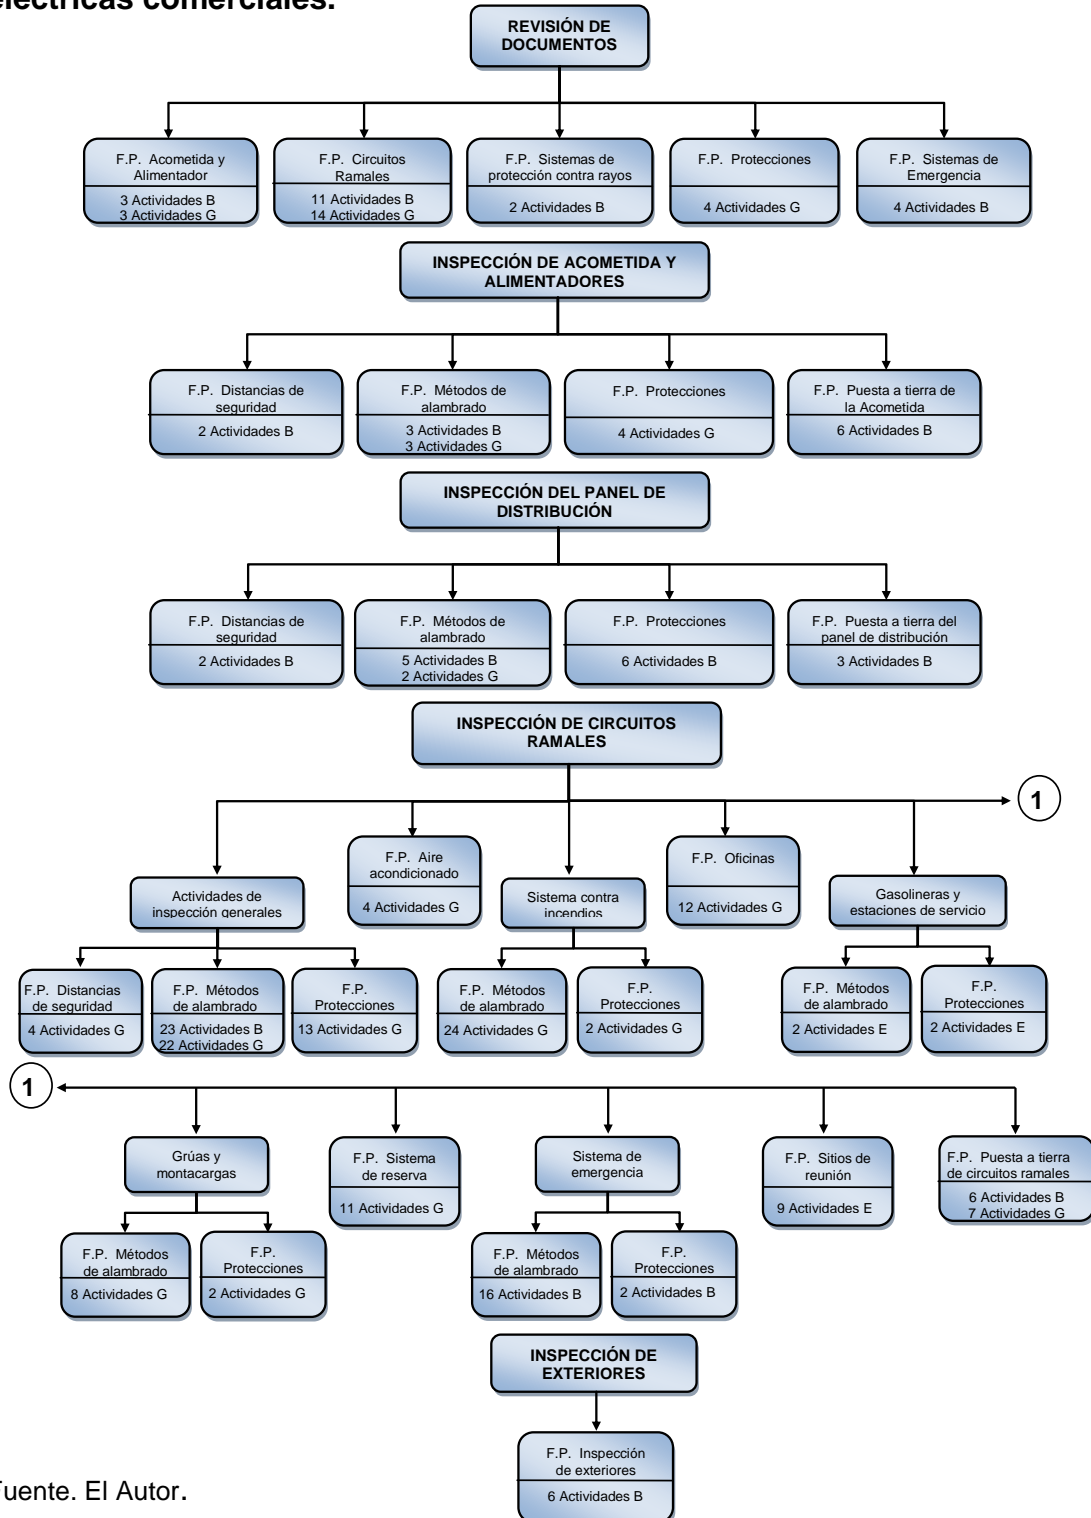 eléctricas comerciales.
REVISIÓN DE
DOCUMENTOS
F.P. Acometida y
Alimentador
3 Actividades B
3 Actividades G
F.P. Circuitos
Ramales
11 Actividades B
14 Actividades G
F.P. Sistemas de
protección contra rayos
2 Actividades B
F.P. Protecciones
4 Actividades G
F.P. Sistemas de
Emergencia
4 Actividades B
INSPECCIÓN DE ACOMETIDA Y
ALIMENTADORES
F.P. Distancias de
seguridad
2 Actividades B
F.P. Métodos de
alambrado
3 Actividades B
3 Actividades G
F.P. Protecciones
4 Actividades G
F.P. Puesta a tierra de
la Acometida
6 Actividades B
INSPECCIÓN DEL PANEL DE
DISTRIBUCIÓN
F.P. Distancias de
seguridad
2 Actividades B
F.P. Métodos de
alambrado
5 Actividades B
2 Actividades G
F.P. Protecciones
6 Actividades B
F.P. Puesta a tierra del
panel de distribución
3 Actividades B
INSPECCIÓN DE CIRCUITOS
RAMALES
1
F.P. Aire
acondicionado
4 Actividades G
F.P. Oficinas
12 Actividades G
Actividades de
inspección generales
Sistema contra
incendios
Gasolineras y
estaciones de servicio
F.P. Distancias
de seguridad
4 Actividades G
F.P. Métodos
de alambrado
23 Actividades B
22 Actividades G
F.P.
Protecciones
13 Actividades G
F.P. Métodos
de alambrado
24 Actividades G
F.P.
Protecciones
2 Actividades G
F.P. Métodos
de alambrado
2 Actividades E
F.P.
Protecciones
2 Actividades E
1
Grúas y
montacargas
F.P. Sistema
de reserva
11 Actividades G
Sistema de
emergencia
F.P. Sitios de
reunión
9 Actividades E
F.P. Puesta a tierra
de circuitos ramales
6 Actividades B
7 Actividades G
F.P. Métodos
de alambrado
8 Actividades G
F.P.
Protecciones
2 Actividades G
F.P. Métodos
de alambrado
16 Actividades B
F.P.
Protecciones
2 Actividades B
INSPECCIÓN DE
EXTERIORES
F.P. Inspección
de exteriores
6 Actividades B
Fuente. El Autor.